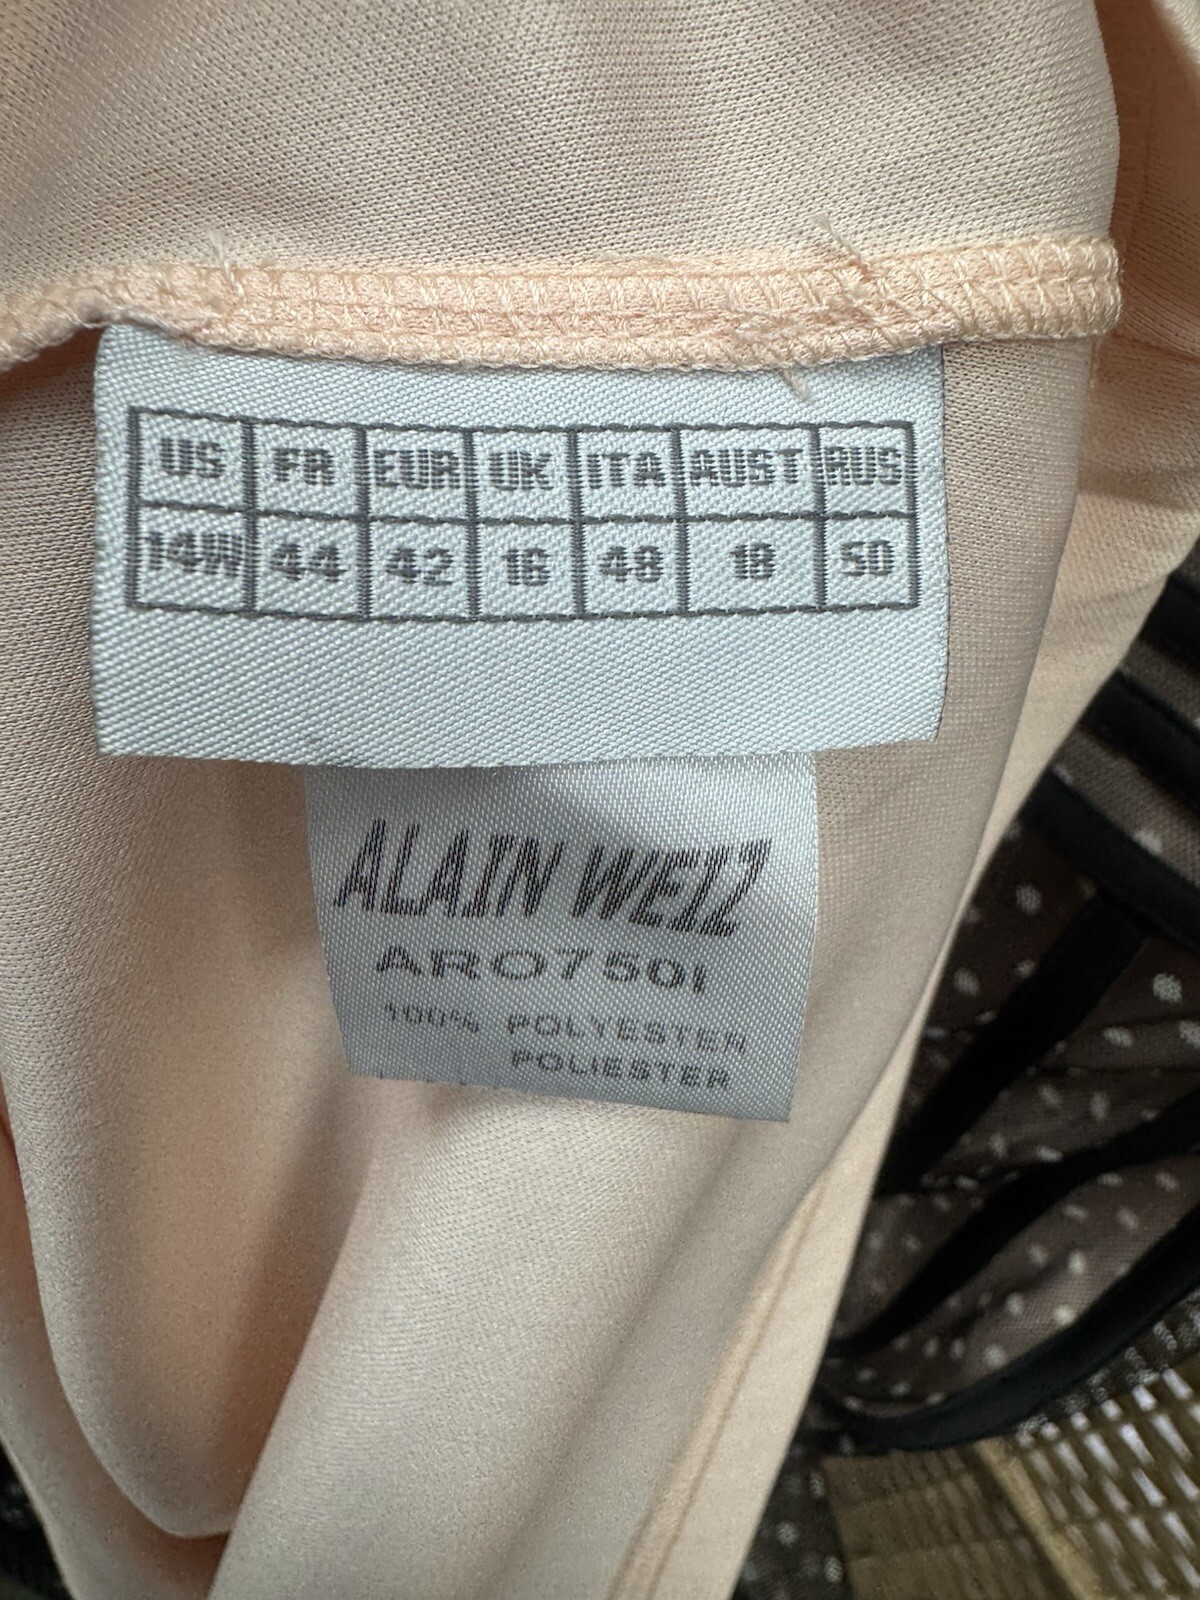 US FR EUR UK ITA AUST RUS
14W 44 42 16 48 18 50
ALAIN WEIZ
ARO7501
100% POLYESTER
POLIESTER